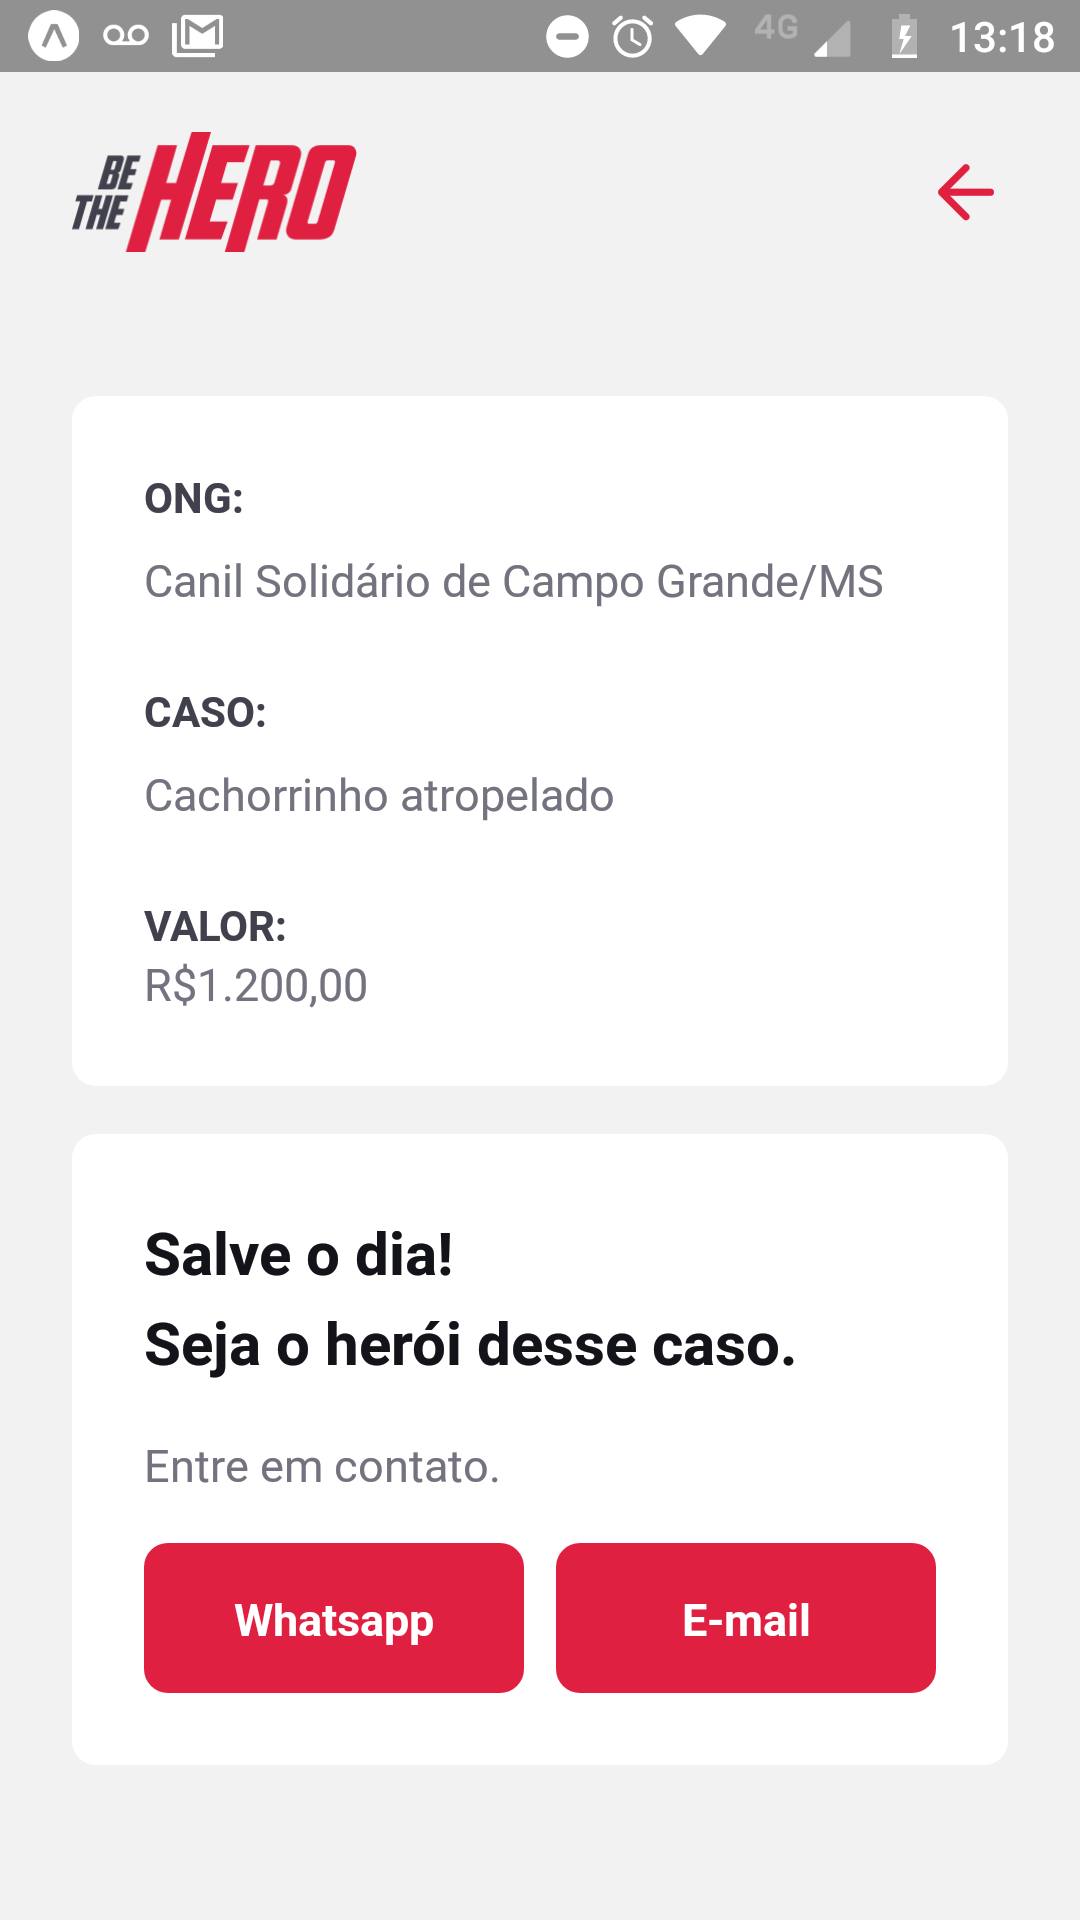 4G 13:18
BE THE HERO
ONG:
Canil Solidário de Campo Grande/MS
CASO:
Cachorrinho atropelado
VALOR:
R$1.200,00
Salve o dia!
Seja o herói desse caso.
Entre em contato.
Whatsapp E-mail